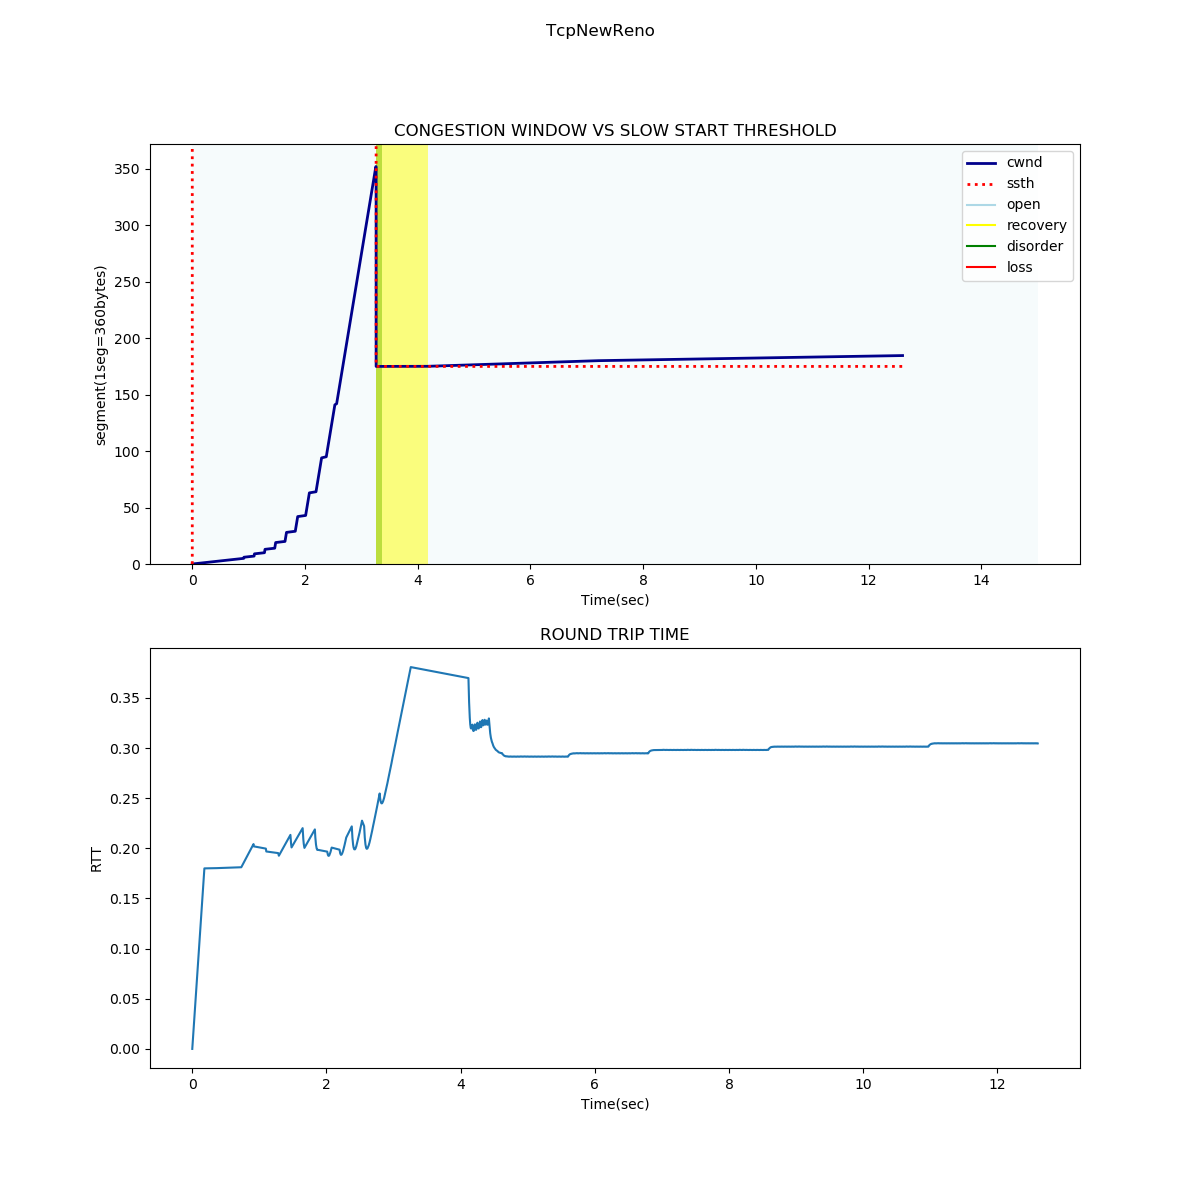 TcpNewReno
CONGESTION WINDOW VS SLOW START THRESHOLD
350
300
250
200
150
100
50
0
segment(1seg=360bytes)
cwnd
ssth
open
recovery
disorder
loss
0 2 4 6 8 10 12 14
Time(sec)
ROUND TRIP TIME
0.35
0.30
0.25
0.20
0.15
0.10
0.05
0.00
RTT
0 2 4 6 8 10 12
Time(sec)